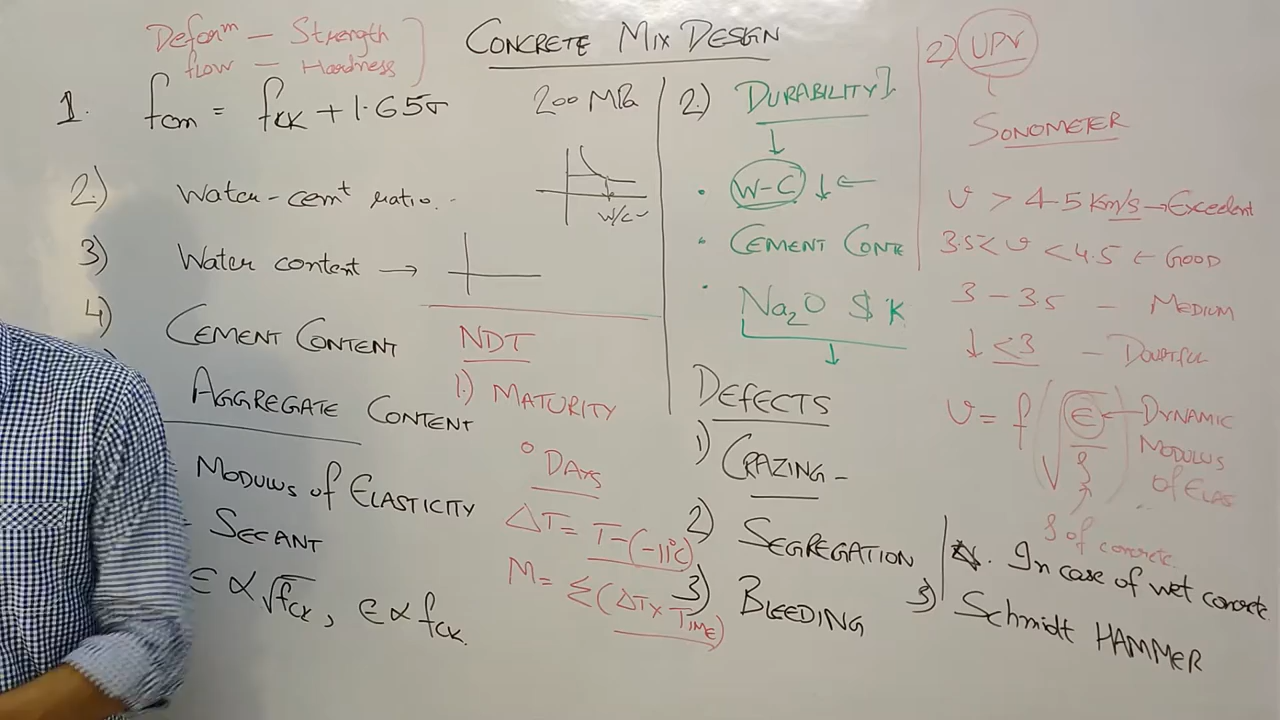 CONCRETE MIX DESIGN
Deformⁿ — Strength
flow — Hardness
1. fcm = fck + 1.65σ
200 MPa
2.) Water-cemᵗ ratio.
W/C
3) Water content →
4) CEMENT CONTENT
AGGREGATE CONTENT
MODULUS of ELASTICITY
SECANT
E ∝ √fck, E ∝ fck.
NDT
1.) MATURITY
° DAYS
ΔT = T-(-11°C)
M = Σ(ΔT x TIME)
2.) DURABILITY
↓
• W-C ↓ ←
• CEMENT CONTE
• Na₂O $ K
↓
DEFECTS
1) CRAZING -
2) SEGREGATION
3) BLEEDING
2) UPV
SONOMETER
v > 4.5 Km/s → Excellent
3.5 < v < 4.5 ← GOOD
3 - 3.5 - MEDIUM
↓ ≤3 - DOUBTFUL
v = f(√E/ρ) ← DYNAMIC
MODULUS
of ELAS
ρ of concrete
In case of wet concrete
3) Schmidt HAMMER